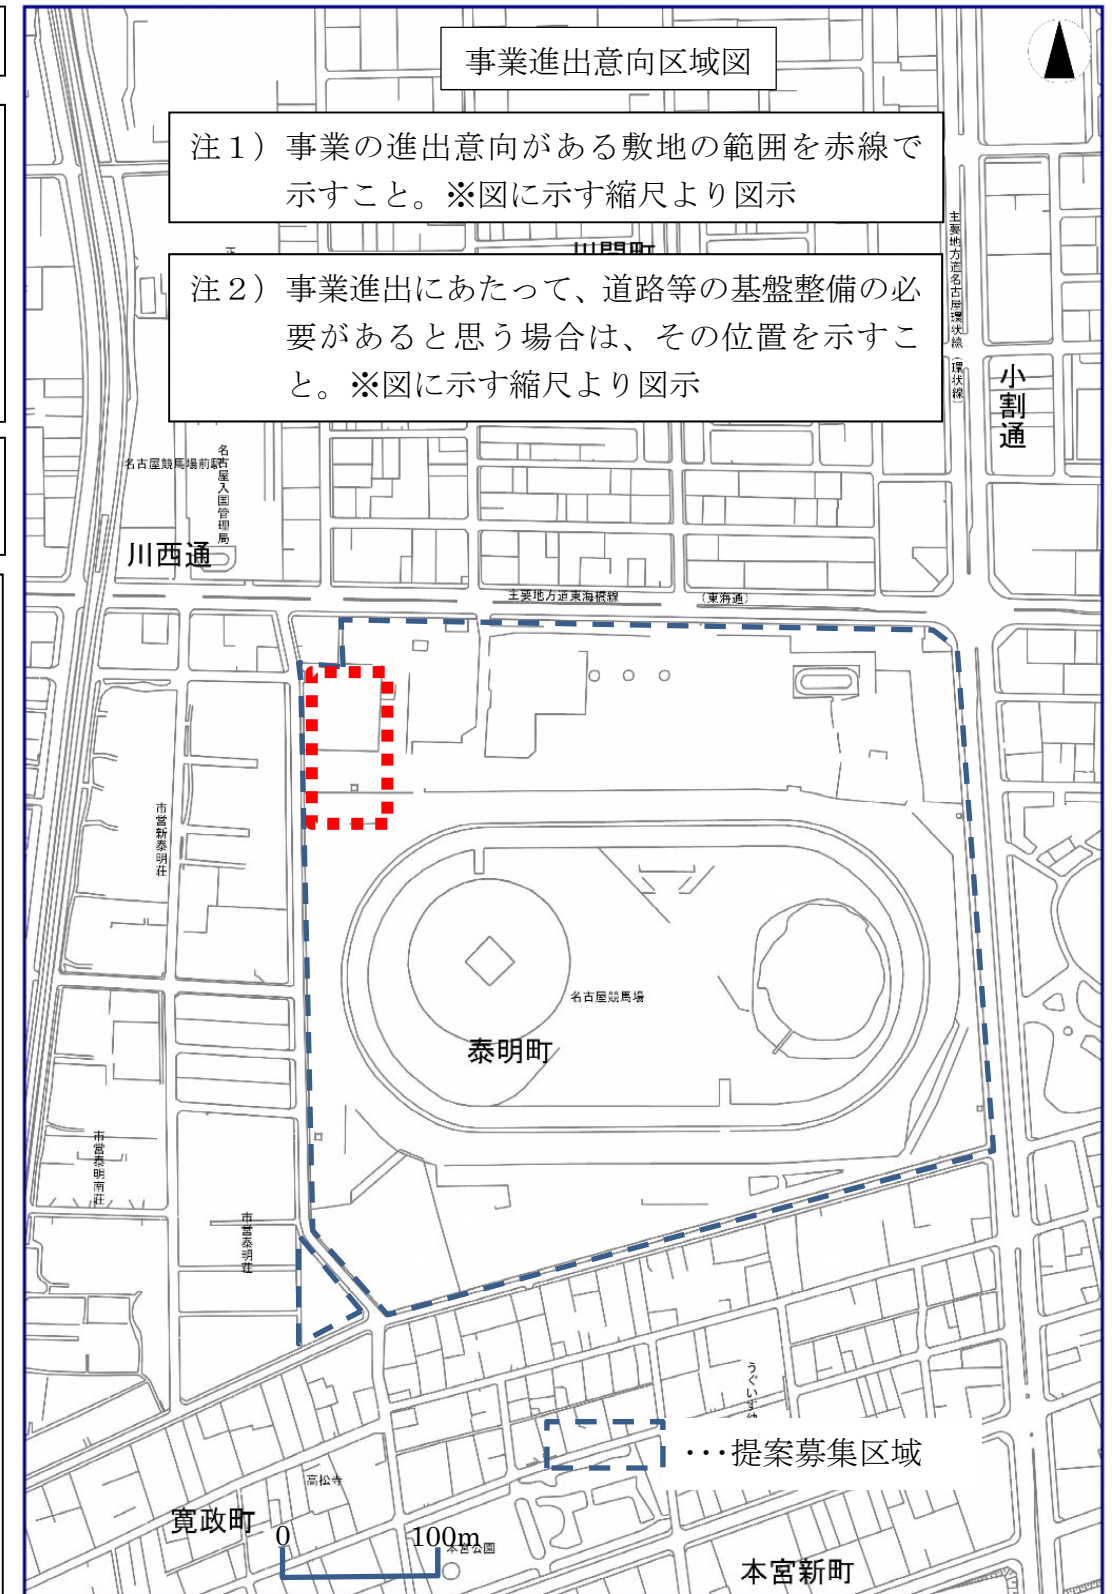 事業進出意向区域図
注１）事業の進出意向がある敷地の範囲を赤線で
示すこと。※図に示す縮尺より図示
川間町
注２）事業進出にあたって、道路等の基盤整備の必
要があると思う場合は、その位置を示すこ
と。※図に示す縮尺より図示
主要地方道名古屋環状線（環状線）
小割通
名古屋競馬場前駅
名古屋入国管理局
川西通
主要地方道東海橋線
（東海通）
市営新泰明荘
名古屋競馬場
泰明町
市営泰明南荘
市営泰明荘
うぐいす
･･･提案募集区域
高松寺
寛政町
0 100m
本宮公園
本宮新町